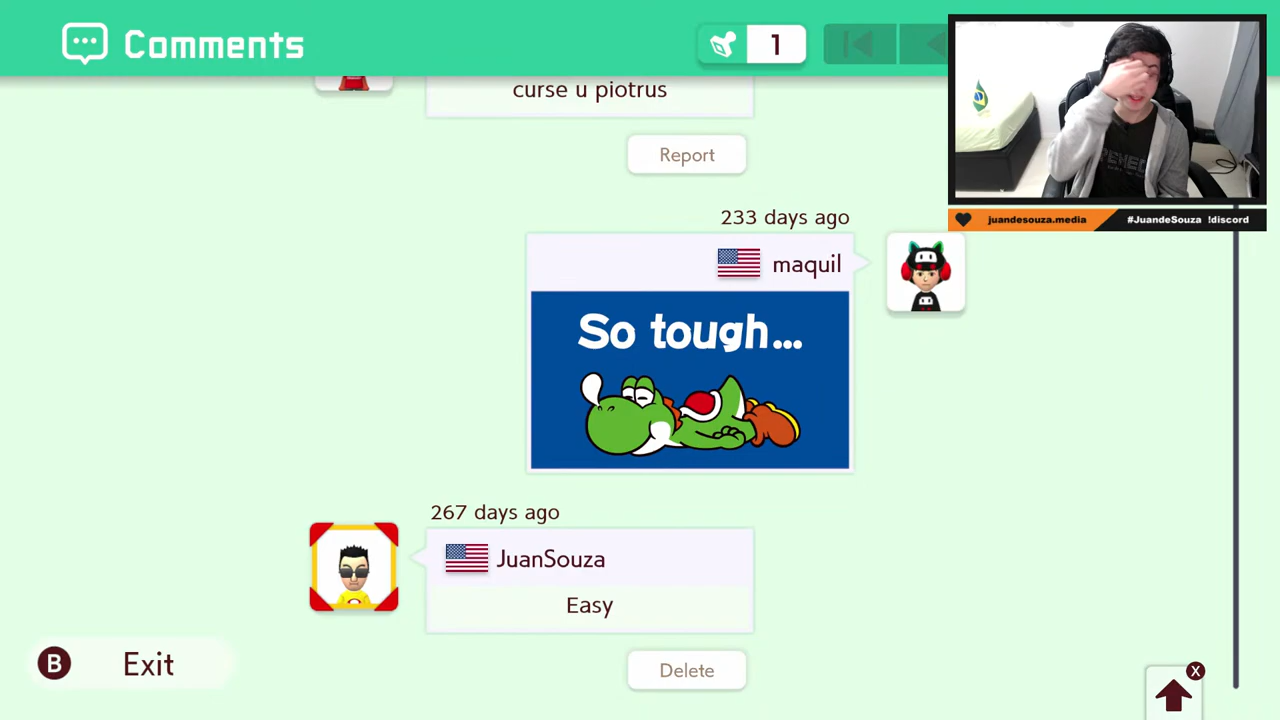 Comments
1
curse u piotrus
Report
233 days ago
maquil
So tough...
267 days ago
JuanSouza
Easy
Delete
B Exit
X
juandesouza.media
#JuandeSouza !discord